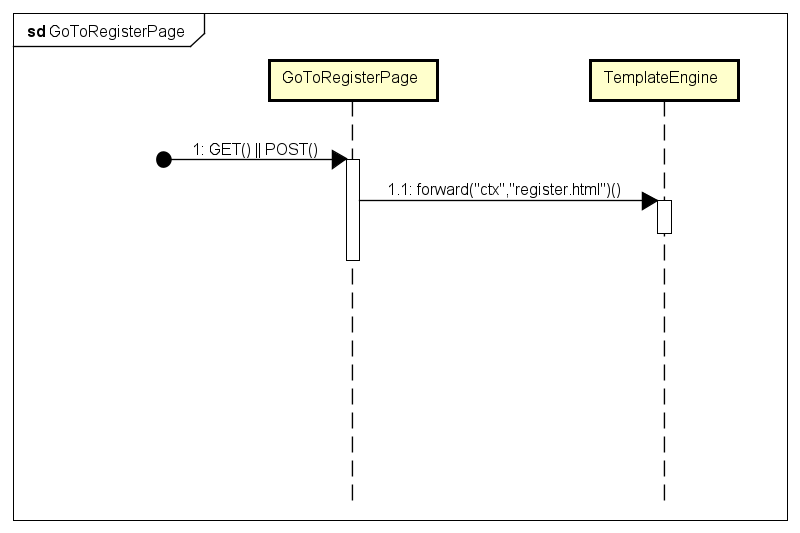 sd GoToRegisterPage
GoToRegisterPage
TemplateEngine
1: GET() || POST()
1.1: forward("ctx","register.html")()